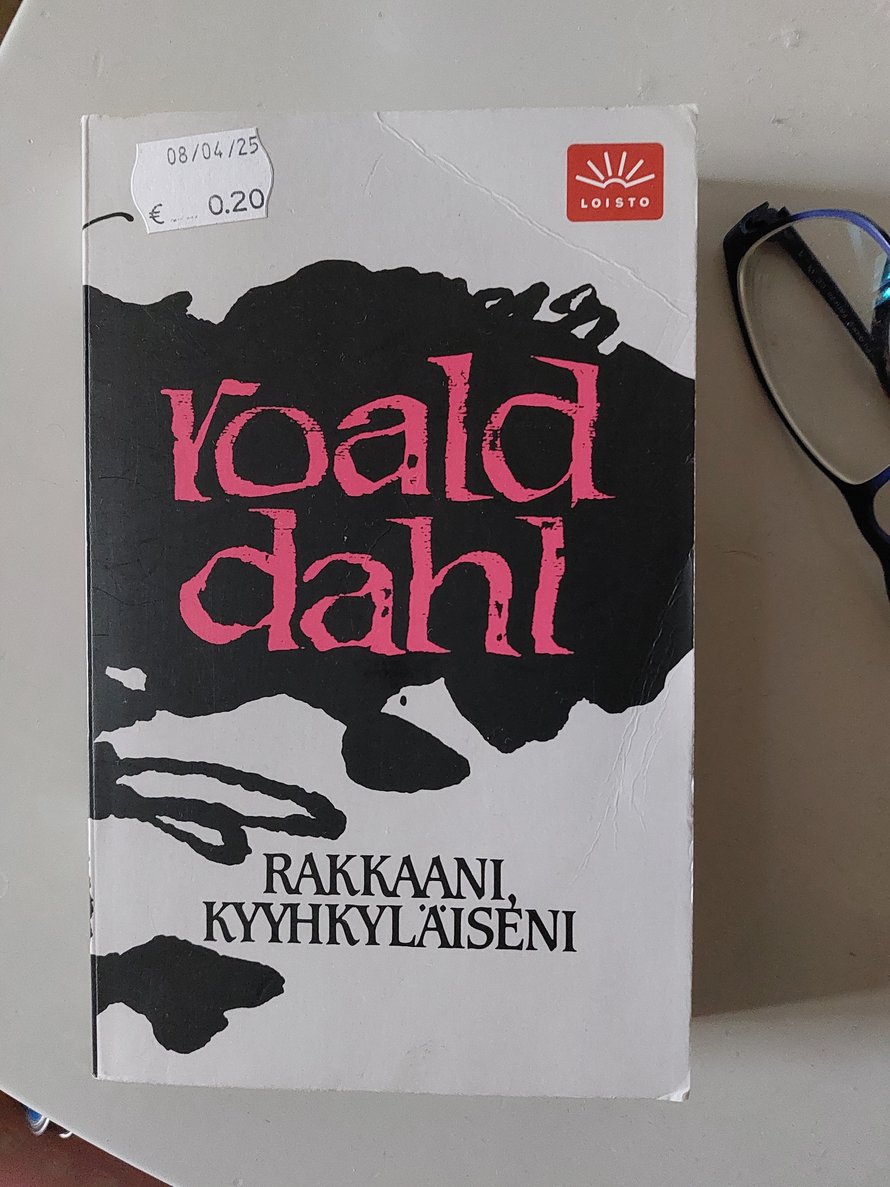 08/04/25
€ 0.20
LOISTO
roald
dahl
RAKKAANI,
KYYHKYLÄISENI